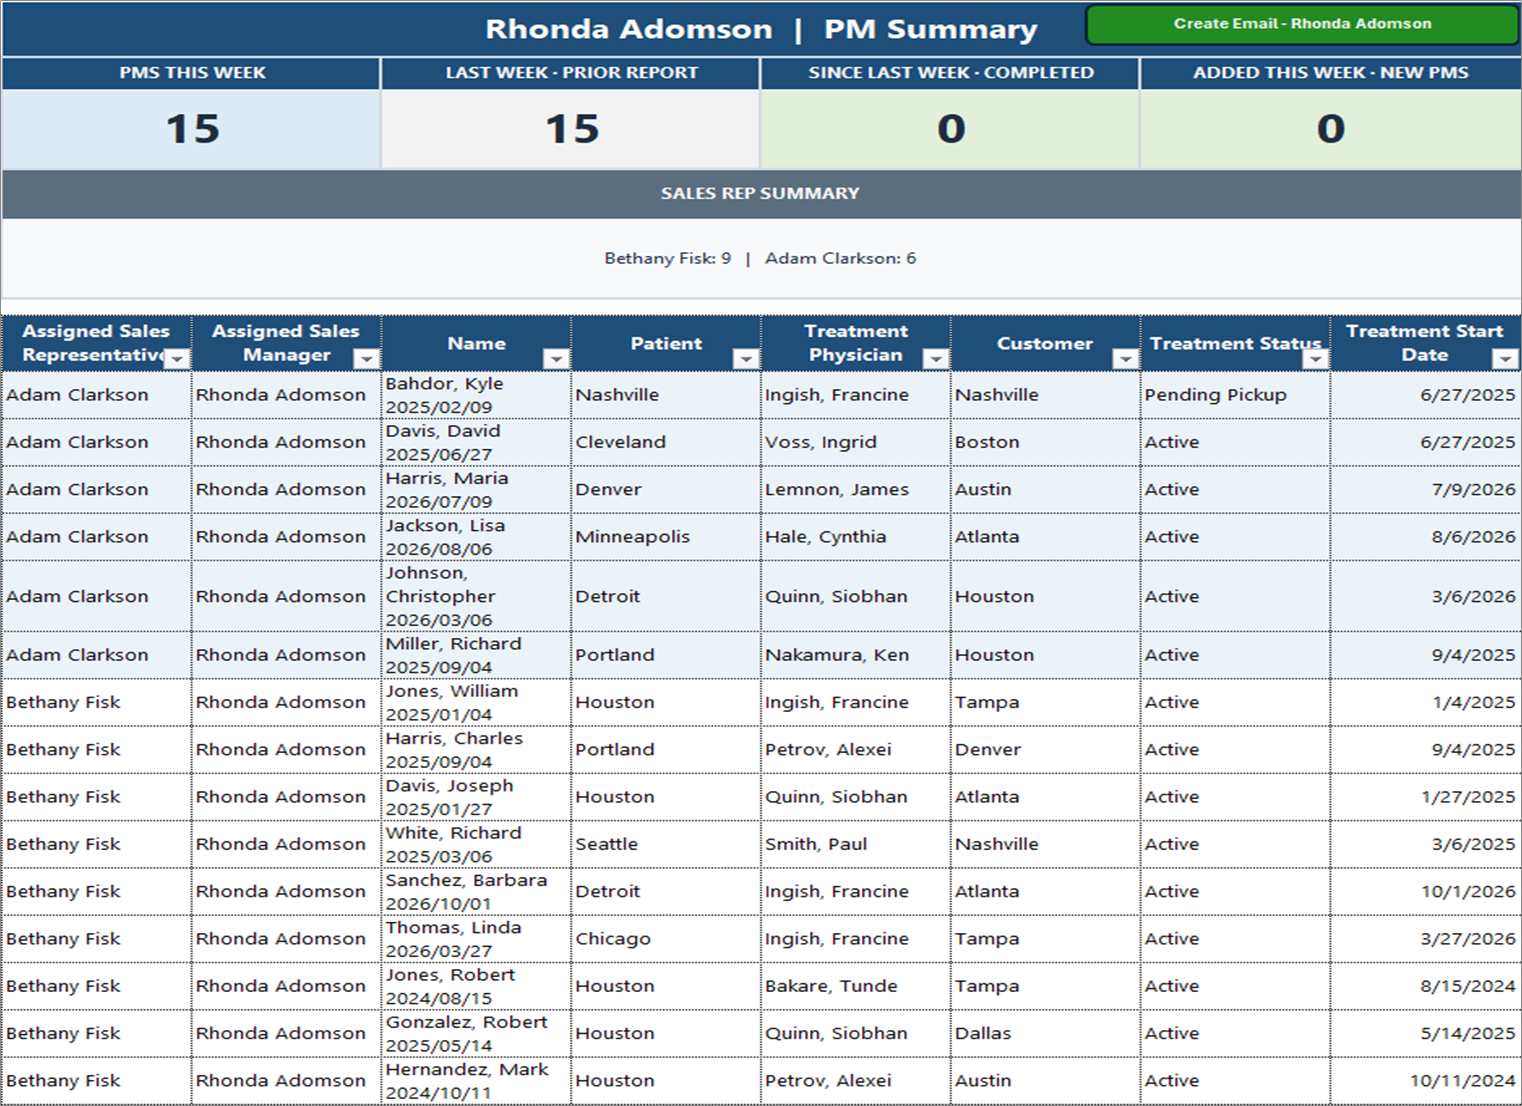 Rhonda Adomson | PM Summary
Create Email - Rhonda Adomson
PMS THIS WEEK
LAST WEEK · PRIOR REPORT
SINCE LAST WEEK · COMPLETED
ADDED THIS WEEK · NEW PMS
15
15
0
0
SALES REP SUMMARY
Bethany Fisk: 9 | Adam Clarkson: 6
Assigned Sales Representative
Assigned Sales Manager
Name
Patient
Treatment Physician
Customer
Treatment Status
Treatment Start Date
Adam Clarkson Rhonda Adomson Bahdor, Kyle 2025/02/09 Nashville Ingish, Francine Nashville Pending Pickup 6/27/2025
Adam Clarkson Rhonda Adomson Davis, David 2025/06/27 Cleveland Voss, Ingrid Boston Active 6/27/2025
Adam Clarkson Rhonda Adomson Harris, Maria 2026/07/09 Denver Lemnon, James Austin Active 7/9/2026
Adam Clarkson Rhonda Adomson Jackson, Lisa 2026/08/06 Minneapolis Hale, Cynthia Atlanta Active 8/6/2026
Adam Clarkson Rhonda Adomson Johnson, Christopher 2026/03/06 Detroit Quinn, Siobhan Houston Active 3/6/2026
Adam Clarkson Rhonda Adomson Miller, Richard 2025/09/04 Portland Nakamura, Ken Houston Active 9/4/2025
Bethany Fisk Rhonda Adomson Jones, William 2025/01/04 Houston Ingish, Francine Tampa Active 1/4/2025
Bethany Fisk Rhonda Adomson Harris, Charles 2025/09/04 Portland Petrov, Alexei Denver Active 9/4/2025
Bethany Fisk Rhonda Adomson Davis, Joseph 2025/01/27 Houston Quinn, Siobhan Atlanta Active 1/27/2025
Bethany Fisk Rhonda Adomson White, Richard 2025/03/06 Seattle Smith, Paul Nashville Active 3/6/2025
Bethany Fisk Rhonda Adomson Sanchez, Barbara 2026/10/01 Detroit Ingish, Francine Atlanta Active 10/1/2026
Bethany Fisk Rhonda Adomson Thomas, Linda 2026/03/27 Chicago Ingish, Francine Tampa Active 3/27/2026
Bethany Fisk Rhonda Adomson Jones, Robert 2024/08/15 Houston Bakare, Tunde Tampa Active 8/15/2024
Bethany Fisk Rhonda Adomson Gonzalez, Robert 2025/05/14 Houston Quinn, Siobhan Dallas Active 5/14/2025
Bethany Fisk Rhonda Adomson Hernandez, Mark 2024/10/11 Houston Petrov, Alexei Austin Active 10/11/2024